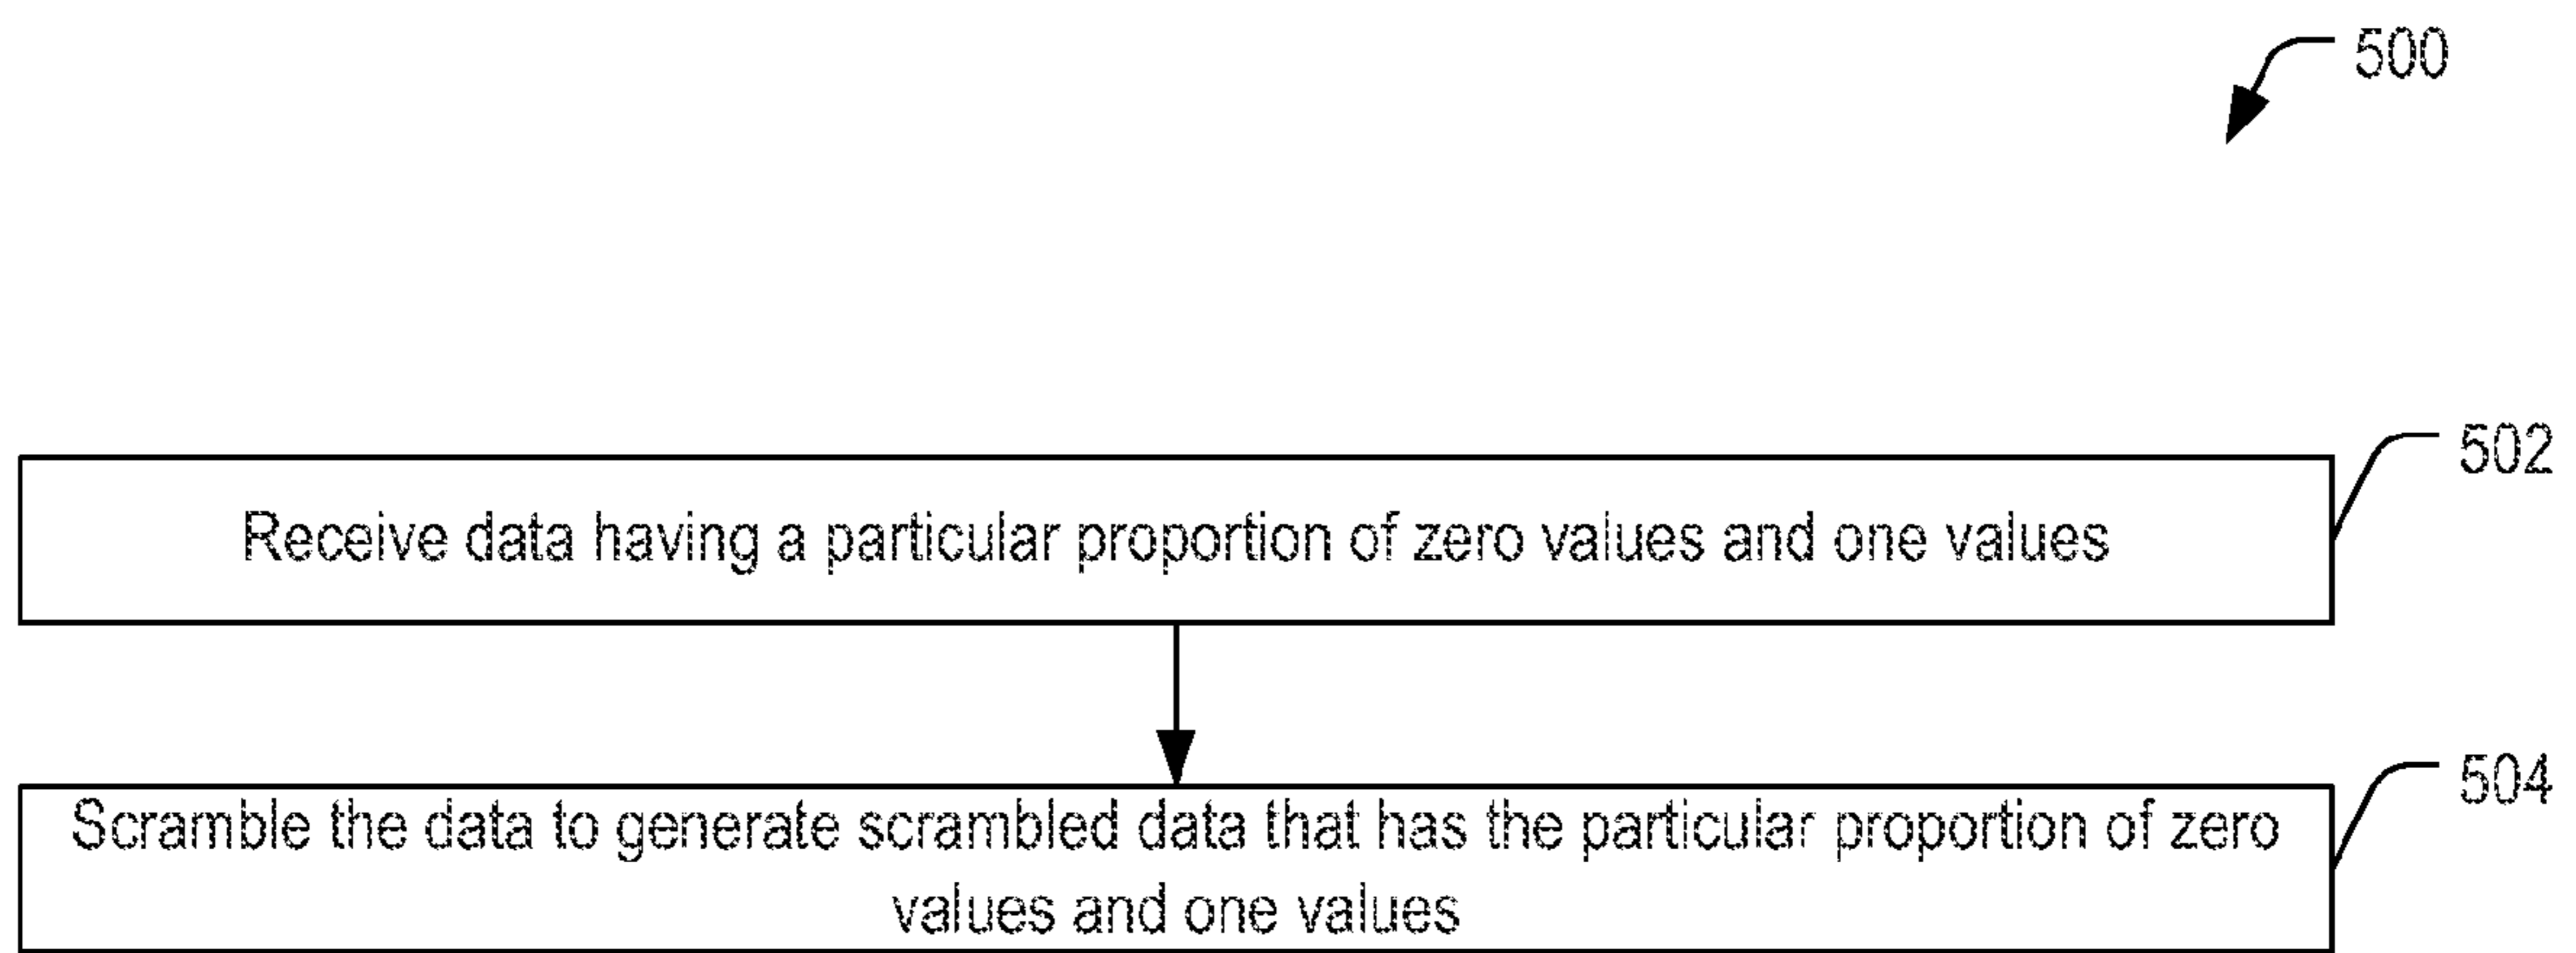 500
502
Receive data having a particular proportion of zero values and one values
504
Scramble the data to generate scrambled data that has the particular proportion of zero
values and one values